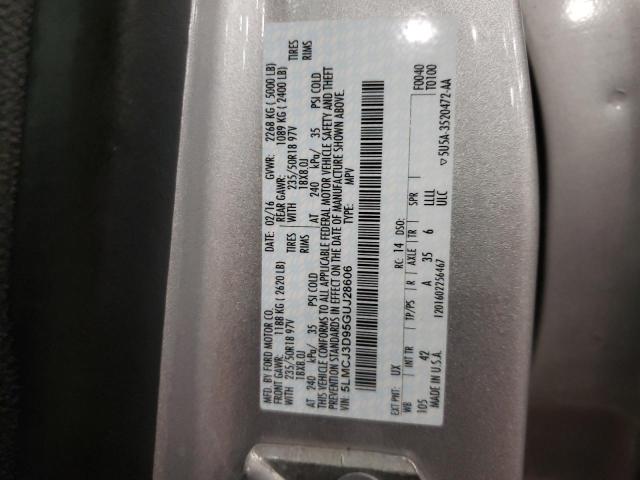 MFD. BY FORD MOTOR CO.
DATE: 02/16 GVWR: 2268 KG ( 5000 LB)
FRONT GAWR: 1188 KG ( 2620 LB) REAR GAWR: 1089 KG ( 2400 LB)
235/50R18 97V TIRES WITH 235/50R18 97V TIRES
18X8.0J RIMS 18X8.0J RIMS
AT 240 kPa/ 35 PSI COLD AT 240 kPa/ 35 PSI COLD
THIS VEHICLE CONFORMS TO ALL APPLICABLE FEDERAL MOTOR VEHICLE SAFETY AND THEFT
PREVENTION STANDARDS IN EFFECT ON THE DATE OF MANUFACTURE SHOWN ABOVE.
VIN: 5LMCJ3D95GUJ28606 TYPE: MPV
EXT PNT: UX RC: 14 DSO: F0040
WB INT TR TP/PS R AXLE TR SPR T0100
105 42 A 35 6 LLLL
ULC
MADE IN U.S.A. 1201602256467 ▽5U5A-3520472-AA